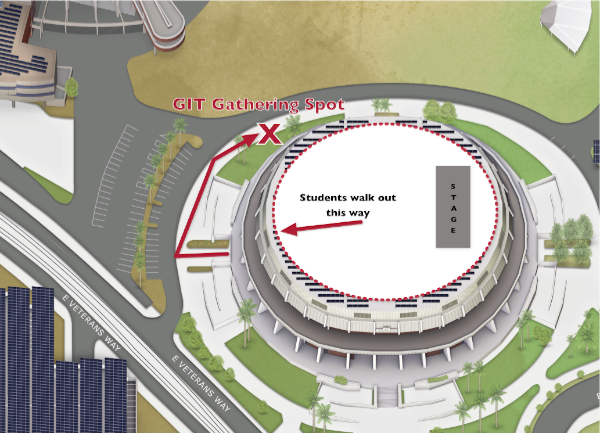 GIT Gathering Spot
X
Students walk out
this way
S
T
A
G
E
E VETERANS WAY
E VETERANS WAY
E